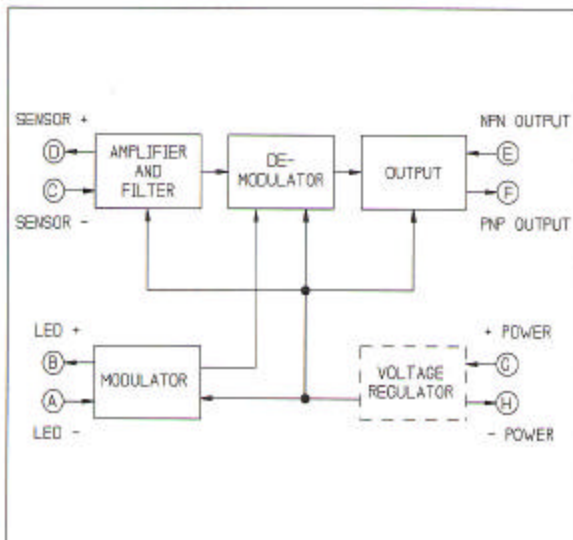 SENSOR +
D
C
SENSOR -
AMPLIFIER
AND
FILTER
DE-
MODULATOR
OUTPUT
NPN OUTPUT
E
F
PNP OUTPUT
LED +
B
A
LED -
MODULATOR
VOLTAGE
REGULATOR
+ POWER
G
H
- POWER